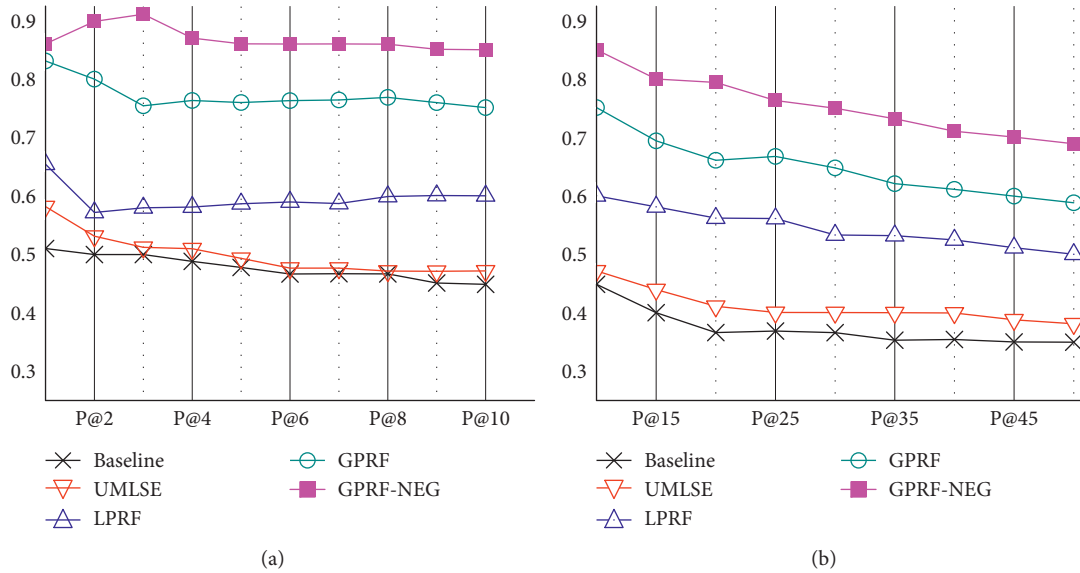 0.9
0.8
0.7
0.6
0.5
0.4
0.3
P@2 P@4 P@6 P@8 P@10
Baseline GPRF
UMLSE GPRF-NEG
LPRF
(a)
0.9
0.8
0.7
0.6
0.5
0.4
0.3
P@15 P@25 P@35 P@45
Baseline GPRF
UMLSE GPRF-NEG
LPRF
(b)